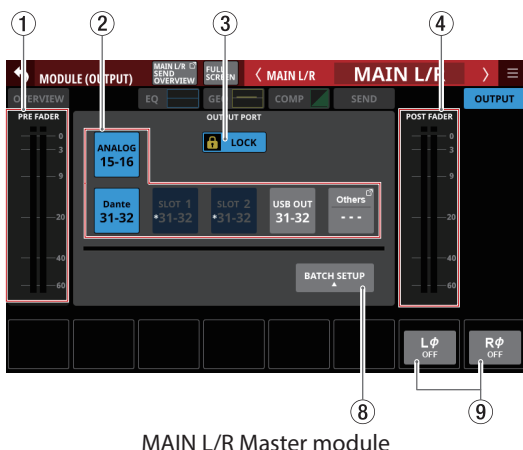 ① ② ③ ④
MODULE (OUTPUT) MAIN L/R SEND OVERVIEW FULL SCREEN MAIN L/R MAIN L/R
OVERVIEW EQ GEQ COMP SEND OUTPUT
PRE FADER OUTPUT PORT POST FADER
LOCK
0 0
3 3
ANALOG
15-16
9 9
Dante SLOT 1 SLOT 2 USB OUT Others
31-32 *31-32 *31-32 31-32 ---
20 20
40 40
BATCH SETUP
60 60
LØ RØ
OFF OFF
⑧ ⑨
MAIN L/R Master module